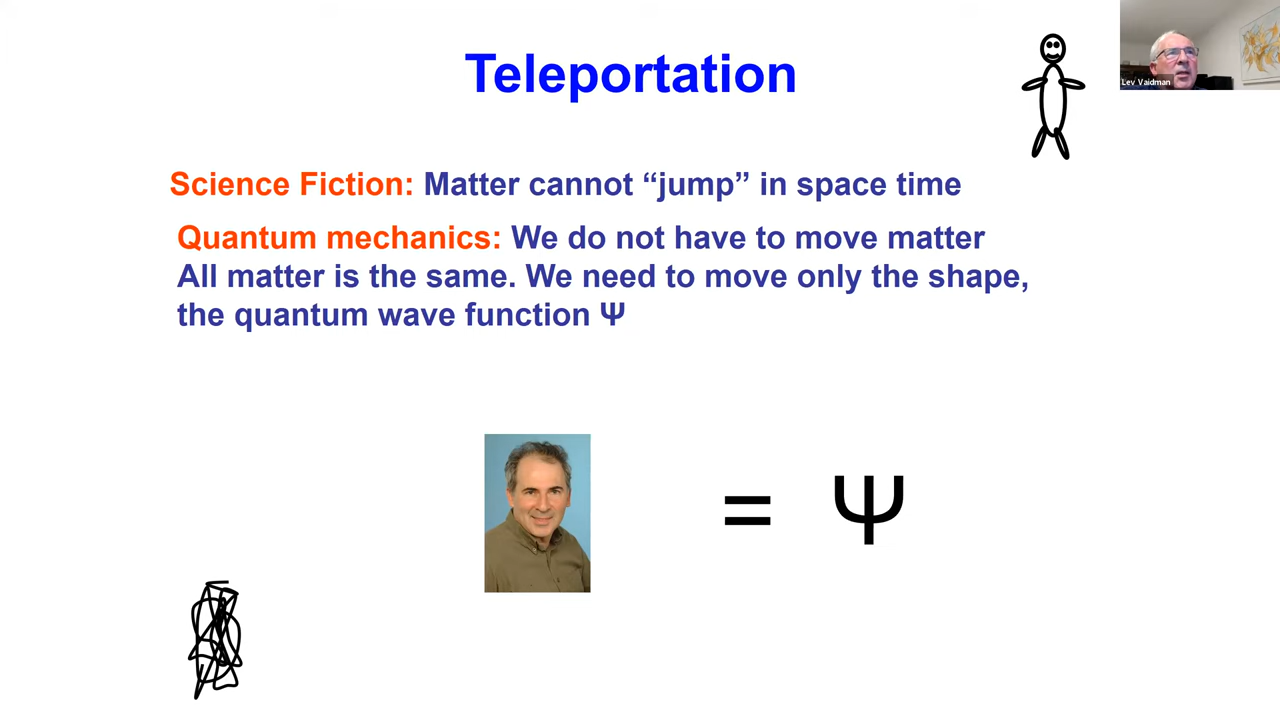 Teleportation
Lev Vaidman
Science Fiction: Matter cannot “jump” in space time
Quantum mechanics: We do not have to move matter
All matter is the same. We need to move only the shape,
the quantum wave function Ψ
= Ψ